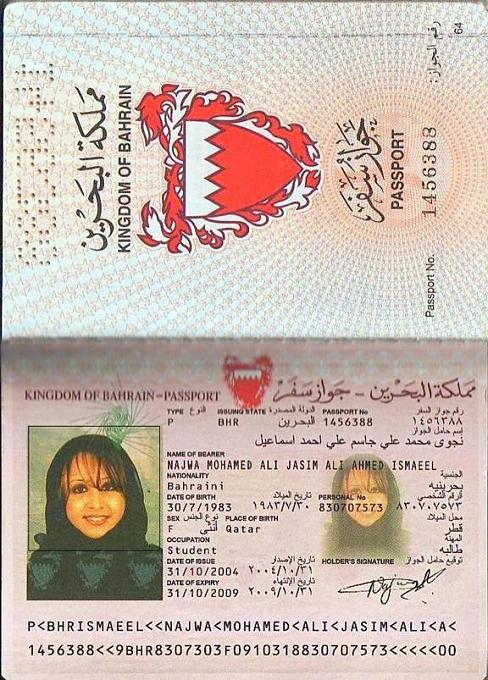 64
رقم الجواز:
مملكة البحرين
KINGDOM OF BAHRAIN
جواز سفر
PASSPORT
Passport No. 1456388
KINGDOM OF BAHRAIN-PASSPORT مملكة البحرين - جواز سفر
TYPE النوع ISSUING STATE الدولة المصدرة PASSPORT No رقم جواز السفر
P BHR البحرين 1456388 ١٤٥٦٣٨٨
إسم حامل الجواز
نجوى محمد علي جاسم علي احمد اسماعيل
NAME OF BEARER
NAJWA MOHAMED ALI JASIM ALI AHMED ISMAEEL
NATIONALITY الجنسية
Bahraini بحرينيه
DATE OF BIRTH تاريخ الميلاد PERSONAL No الرقم الشخصي
30/7/1983 ١٩٨٣/٧/٣٠ 830707573 ٨٣٠٧٠٧٥٧٣
SEX نوع الجنس PLACE OF BIRTH محل الميلاد
F أنثى Qatar قطر
OCCUPATION المهنة
Student طالبه
DATE OF ISSUE تاريخ الإصدار HOLDER'S SIGNATURE توقيع حامل الجواز
31/10/2004 ٢٠٠٤/١٠/٣١
DATE OF EXPIRY تاريخ الإنتهاء
31/10/2009 ٢٠٠٩/١٠/٣١
P<BHRISMAEEL<<NAJWA<MOHAMED<ALI<JASIM<ALI<A<
1456388<<9BHR8307303F0910318830707573<<<<<00